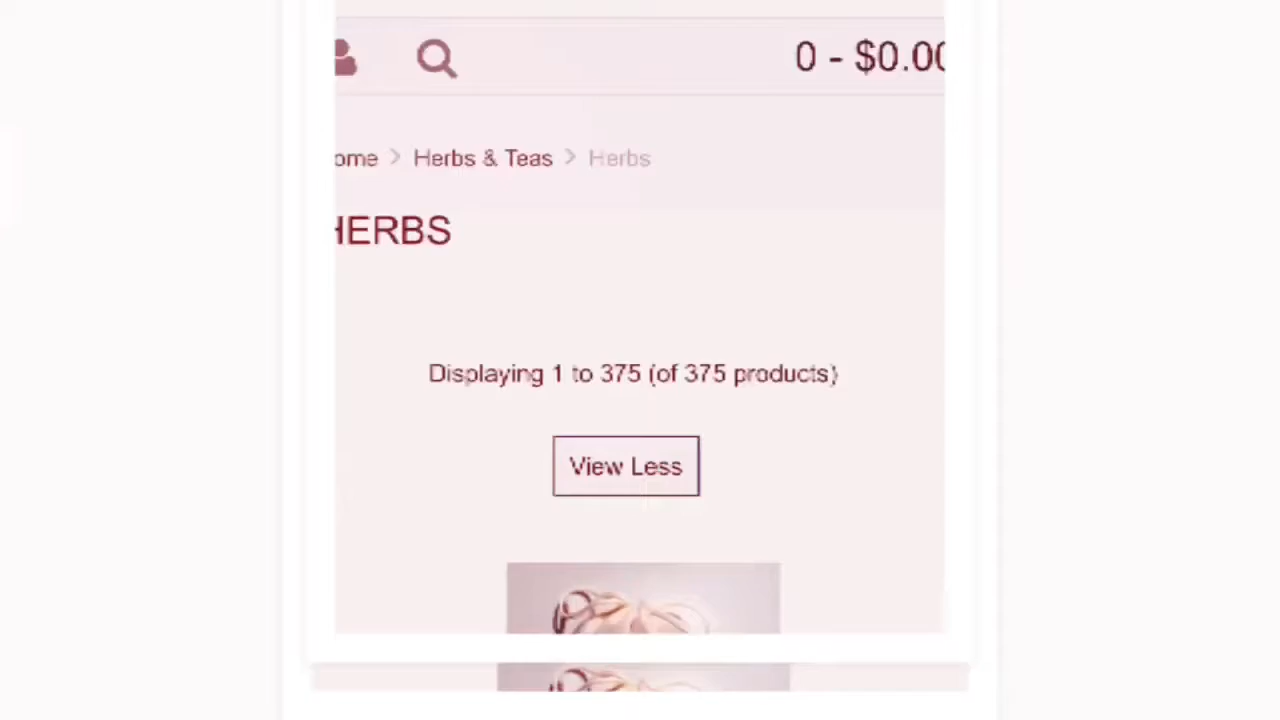 0 - $0.00
ome > Herbs & Teas > Herbs
HERBS
Displaying 1 to 375 (of 375 products)
View Less